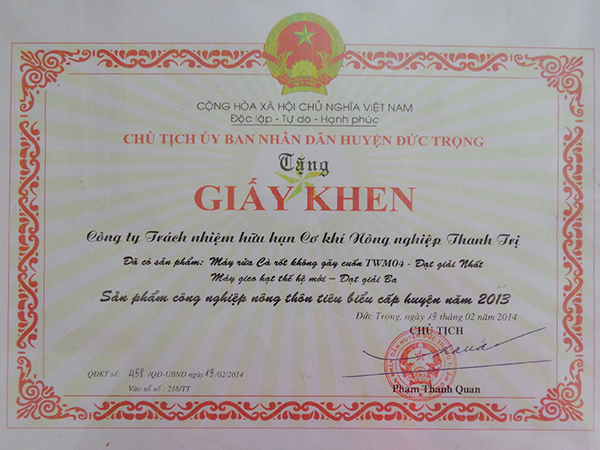 CỘNG HÒA XÃ HỘI CHỦ NGHĨA VIỆT NAM
Độc lập - Tự do - Hạnh phúc
CHỦ TỊCH ỦY BAN NHÂN DÂN HUYỆN ĐỨC TRỌNG
Tặng
GIẤY KHEN
Công ty Trách nhiệm hữu hạn Cơ khí Nông nghiệp Thanh Trị
Đã có sản phẩm: Máy rửa Cà rốt không gãy cuốn TWM04 - Đạt giải Nhất
Máy gieo hạt thế hệ mới – Đạt giải Ba
Sản phẩm công nghiệp nông thôn tiêu biểu cấp huyện năm 2013
Đức Trọng, ngày 19 tháng 02 năm 2014
CHỦ TỊCH
QĐKT số: 458 /QĐ-UBND ngày 19/02/2014
Vào sổ số : 218/TT
Phạm Thanh Quan